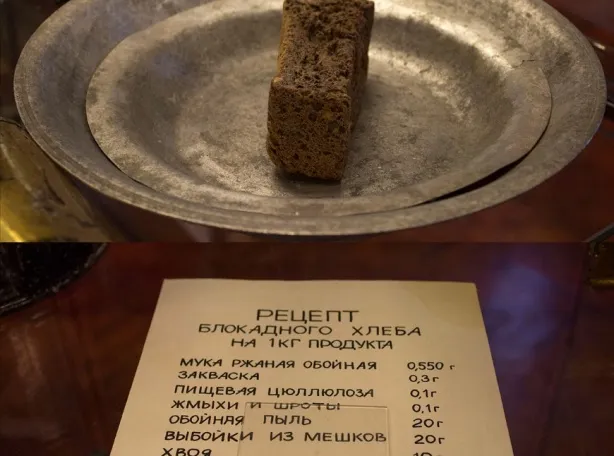 РЕЦЕПТ
БЛОКАДНОГО ХЛЕБА
НА 1КГ ПРОДУКТА
МУКА РЖАНАЯ ОБОЙНАЯ 0,550 г
ЗАКВАСКА 0,3 г
ПИЩЕВАЯ ЦЮЛЛЮЛОЗА 0,1 г
ЖМЫХИ И ШРОТЫ 0,1 г
ОБОЙНАЯ ПЫЛЬ 20 г
ВЫБОЙКИ ИЗ МЕШКОВ 20 г
ХВОЯ